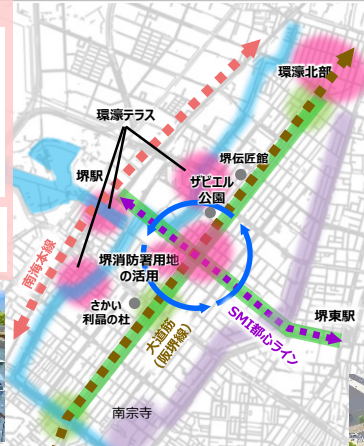 環濠北部
環濠テラス
堺伝匠館
堺駅
ザビエル
公園
南海本線
堺消防署用地
の活用
さかい
利晶の杜
大道筋
(阪堺線)
SMI都心ライン
堺東駅
南宗寺